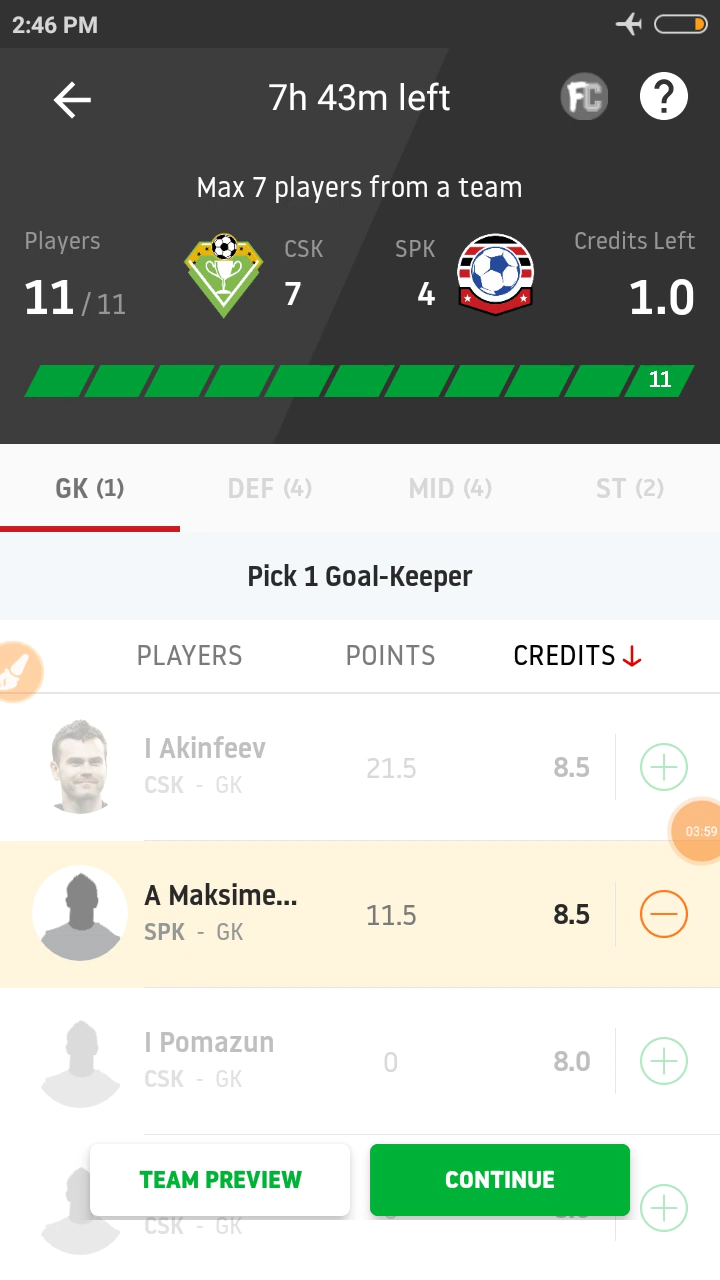 2:46 PM
7h 43m left
FC
?
Max 7 players from a team
Players
CSK
SPK
Credits Left
11 / 11
7
4
1.0
11
GK (1)
DEF (4)
MID (4)
ST (2)
Pick 1 Goal-Keeper
PLAYERS
POINTS
CREDITS
I Akinfeev
CSK - GK
21.5
8.5
03:59
A Maksime...
SPK - GK
11.5
8.5
I Pomazun
CSK - GK
0
8.0
TEAM PREVIEW
CONTINUE
CSK - GK